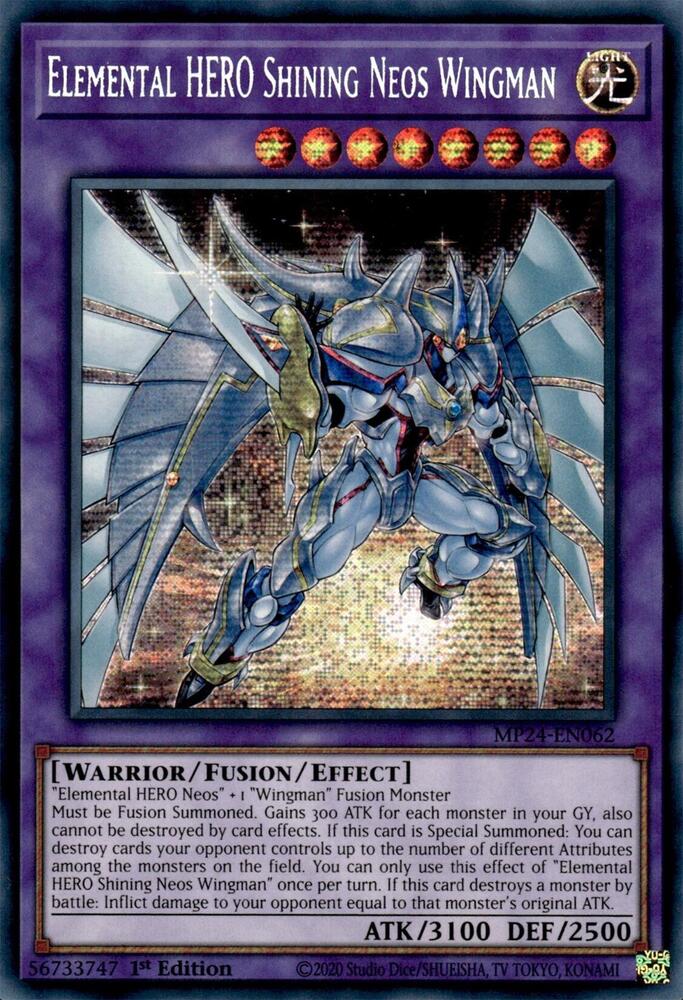 ELEMENTAL HERO SHINING NEOS WINGMAN
LIGHT
光
MP24-EN062
[WARRIOR/FUSION/EFFECT]
"Elemental HERO Neos" + 1 "Wingman" Fusion Monster
Must be Fusion Summoned. Gains 300 ATK for each monster in your GY, also
cannot be destroyed by card effects. If this card is Special Summoned: You can
destroy cards your opponent controls up to the number of different Attributes
among the monsters on the field. You can only use this effect of "Elemental
HERO Shining Neos Wingman" once per turn. If this card destroys a monster by
battle: Inflict damage to your opponent equal to that monster's original ATK.
ATK/3100 DEF/2500
56733747 1st Edition ©2020 Studio Dice/SHUEISHA, TV TOKYO, KONAMI